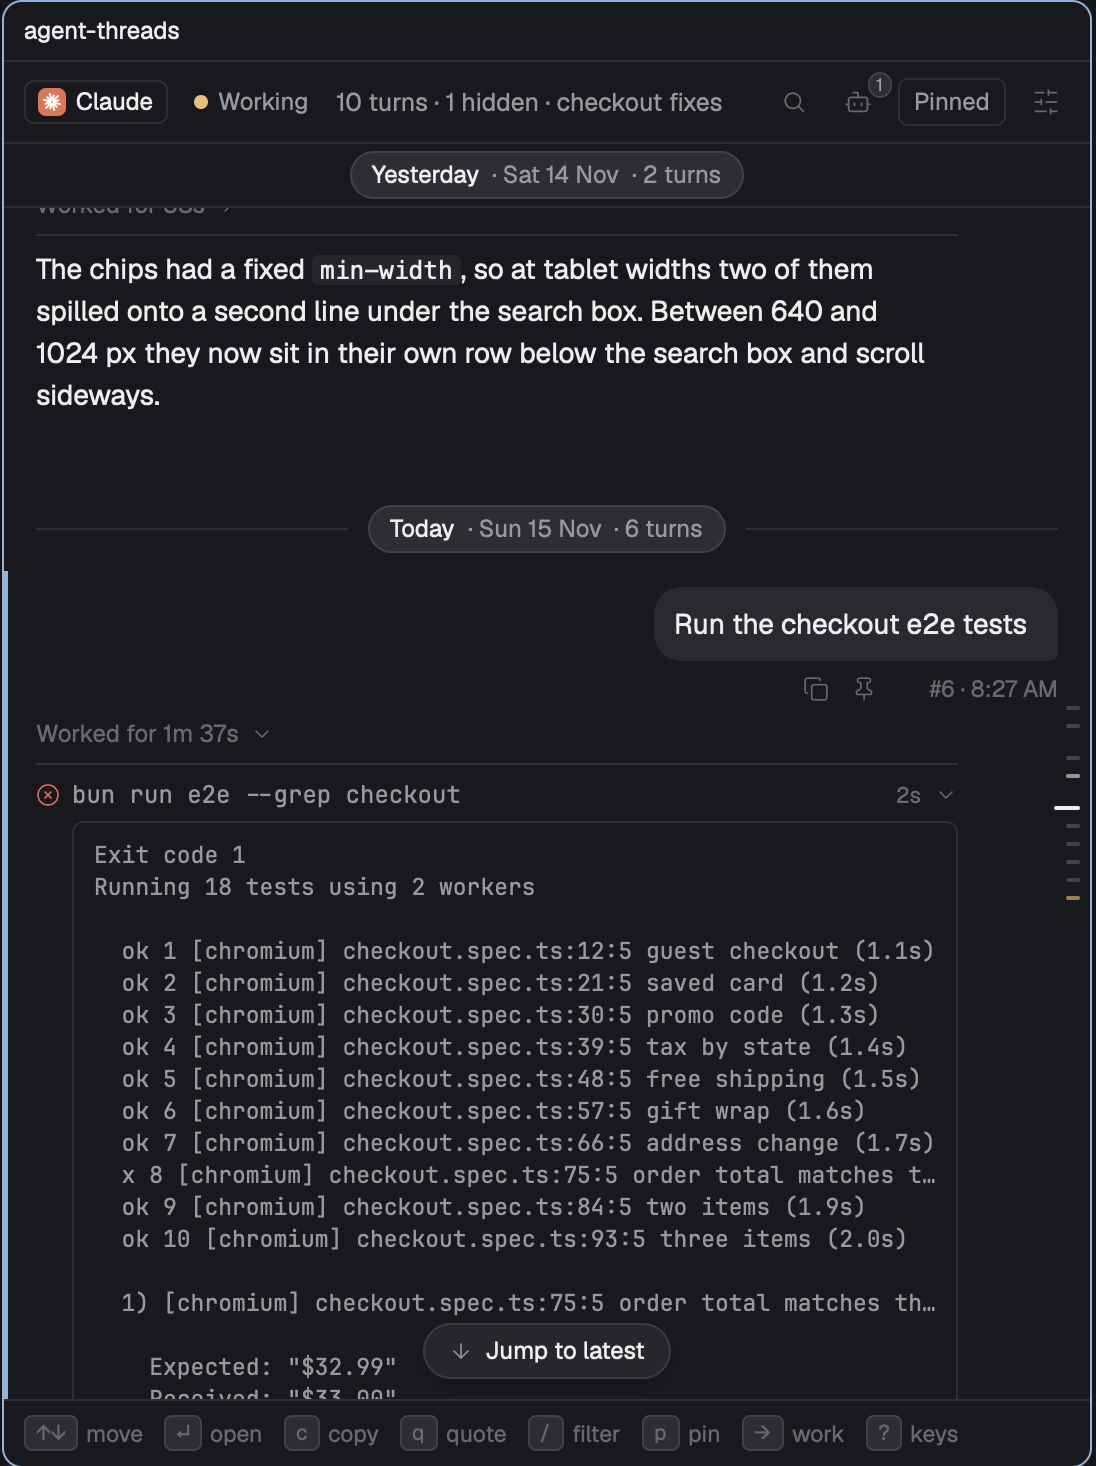 agent-threads
Claude
Working
10 turns · 1 hidden · checkout fixes
1
Pinned
Yesterday · Sat 14 Nov · 2 turns
The chips had a fixed min-width, so at tablet widths two of them
spilled onto a second line under the search box. Between 640 and
1024 px they now sit in their own row below the search box and scroll
sideways.
Today · Sun 15 Nov · 6 turns
Run the checkout e2e tests
#6 · 8:27 AM
Worked for 1m 37s
bun run e2e --grep checkout
2s
Exit code 1
Running 18 tests using 2 workers
ok 1 [chromium] checkout.spec.ts:12:5 guest checkout (1.1s)
ok 2 [chromium] checkout.spec.ts:21:5 saved card (1.2s)
ok 3 [chromium] checkout.spec.ts:30:5 promo code (1.3s)
ok 4 [chromium] checkout.spec.ts:39:5 tax by state (1.4s)
ok 5 [chromium] checkout.spec.ts:48:5 free shipping (1.5s)
ok 6 [chromium] checkout.spec.ts:57:5 gift wrap (1.6s)
ok 7 [chromium] checkout.spec.ts:66:5 address change (1.7s)
x 8 [chromium] checkout.spec.ts:75:5 order total matches t…
ok 9 [chromium] checkout.spec.ts:84:5 two items (1.9s)
ok 10 [chromium] checkout.spec.ts:93:5 three items (2.0s)
1) [chromium] checkout.spec.ts:75:5 order total matches th…
Expected: "$32.99"
Received: "$33.00"
↓ Jump to latest
↑↓ move ↵ open c copy q quote / filter p pin → work ? keys